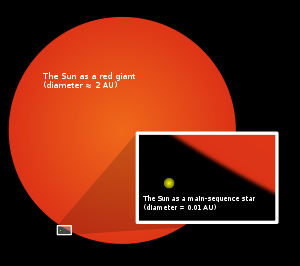 The Sun as a red giant
(diameter ≈ 2 AU)
The Sun as a main-sequence star
(diameter = 0.01 AU)